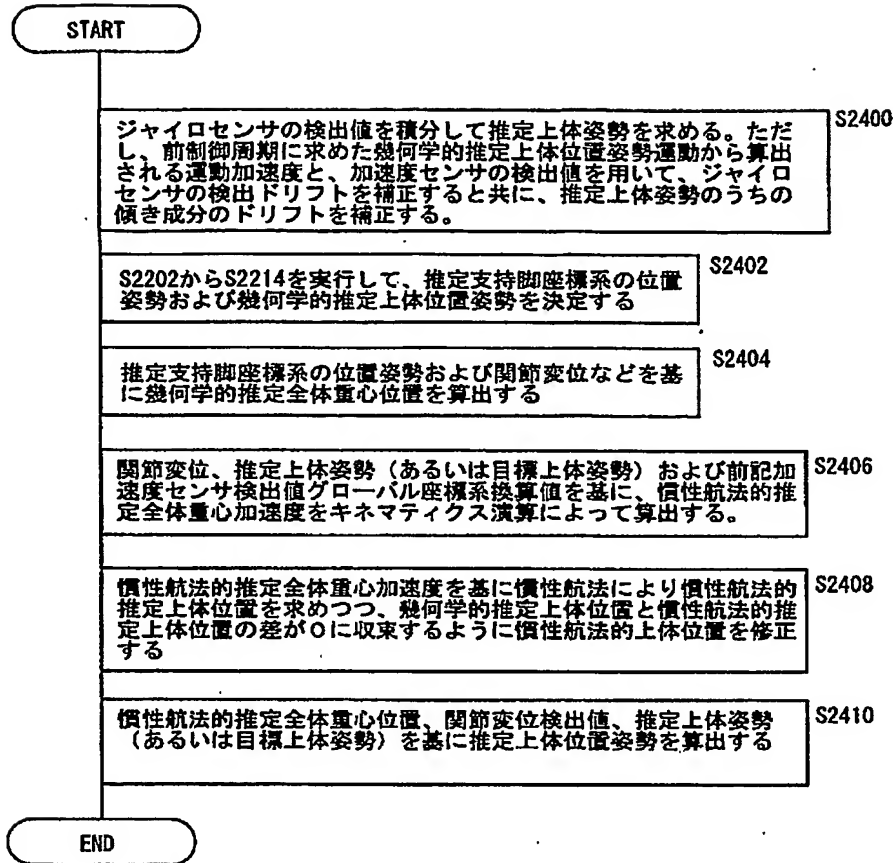 START
S2400
ジャイロセンサの検出値を積分して推定上体姿勢を求める。ただ
し、前制御周期に求めた幾何学的推定上体位置姿勢運動から算出
される運動加速度と、加速度センサの検出値を用いて、ジャイロ
センサの検出ドリフトを補正すると共に、推定上体姿勢のうちの
傾き成分のドリフトを補正する。
S2402
S2202からS2214を実行して、推定支持脚座標系の位置
姿勢および幾何学的推定上体位置姿勢を決定する
S2404
推定支持脚座標系の位置姿勢および関節変位などを基
に幾何学的推定全体重心位置を算出する
S2406
関節変位、推定上体姿勢（あるいは目標上体姿勢）および前記加
速度センサ検出値グローバル座標系換算値を基に、慣性航法的推
定全体重心加速度をキネマティクス演算によって算出する。
S2408
慣性航法的推定全体重心加速度を基に慣性航法により慣性航法的
推定上体位置を求めつつ、幾何学的推定上体位置と慣性航法的推
定上体位置の差が０に収束するように慣性航法的上体位置を修正
する
S2410
慣性航法的推定全体重心位置、関節変位検出値、推定上体姿勢
（あるいは目標上体姿勢）を基に推定上体位置姿勢を算出する
END